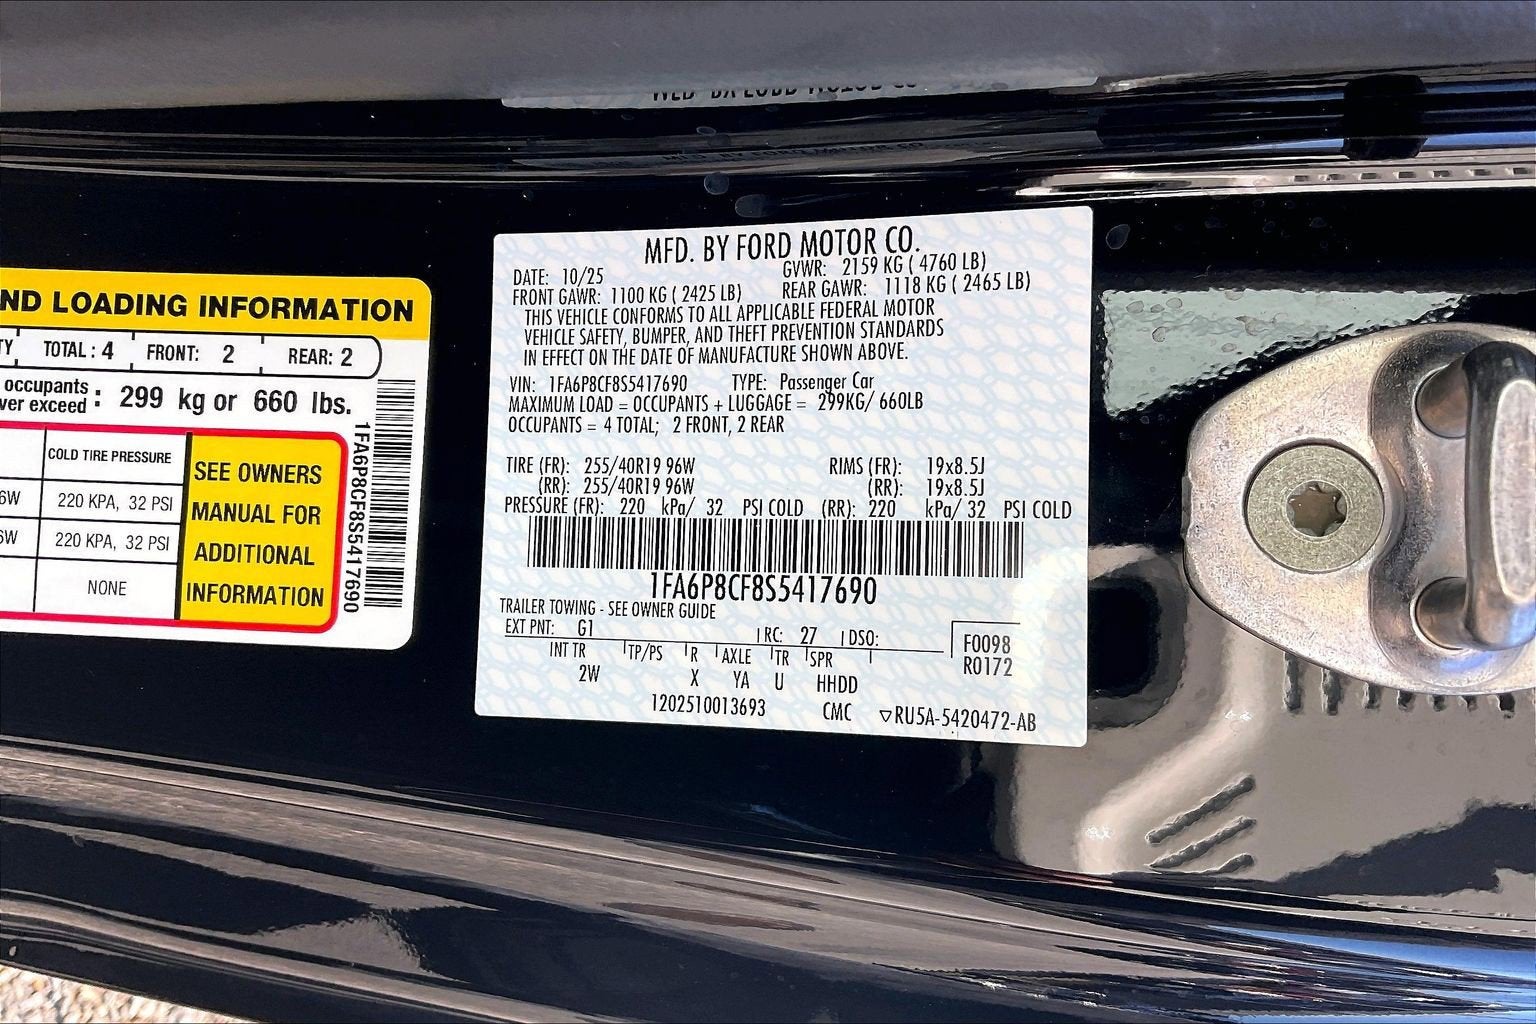 ND LOADING INFORMATION
TY TOTAL: 4 FRONT: 2 REAR: 2
occupants
ver exceed : 299 kg or 660 lbs.
COLD TIRE PRESSURE
6W 220 KPA, 32 PSI
6W 220 KPA, 32 PSI
NONE
SEE OWNERS
MANUAL FOR
ADDITIONAL
INFORMATION
1FA6P8CF8S5417690
MFD. BY FORD MOTOR CO.
DATE: 10/25 GVWR: 2159 KG ( 4760 LB)
FRONT GAWR: 1100 KG ( 2425 LB) REAR GAWR: 1118 KG ( 2465 LB)
THIS VEHICLE CONFORMS TO ALL APPLICABLE FEDERAL MOTOR
VEHICLE SAFETY, BUMPER, AND THEFT PREVENTION STANDARDS
IN EFFECT ON THE DATE OF MANUFACTURE SHOWN ABOVE.
VIN: 1FA6P8CF8S5417690 TYPE: Passenger Car
MAXIMUM LOAD = OCCUPANTS + LUGGAGE = 299KG/ 660LB
OCCUPANTS = 4 TOTAL; 2 FRONT, 2 REAR
TIRE (FR): 255/40R19 96W RIMS (FR): 19x8.5J
(RR): 255/40R19 96W (RR): 19x8.5J
PRESSURE (FR): 220 kPa/ 32 PSI COLD (RR): 220 kPa/ 32 PSI COLD
1FA6P8CF8S5417690
TRAILER TOWING - SEE OWNER GUIDE
EXT PNT: G1 RC: 27 DSO: F0098
R0172
INT TR TP/PS R AXLE TR SPR
2W X YA U HHDD
1202510013693 CMC ▽RU5A-5420472-AB